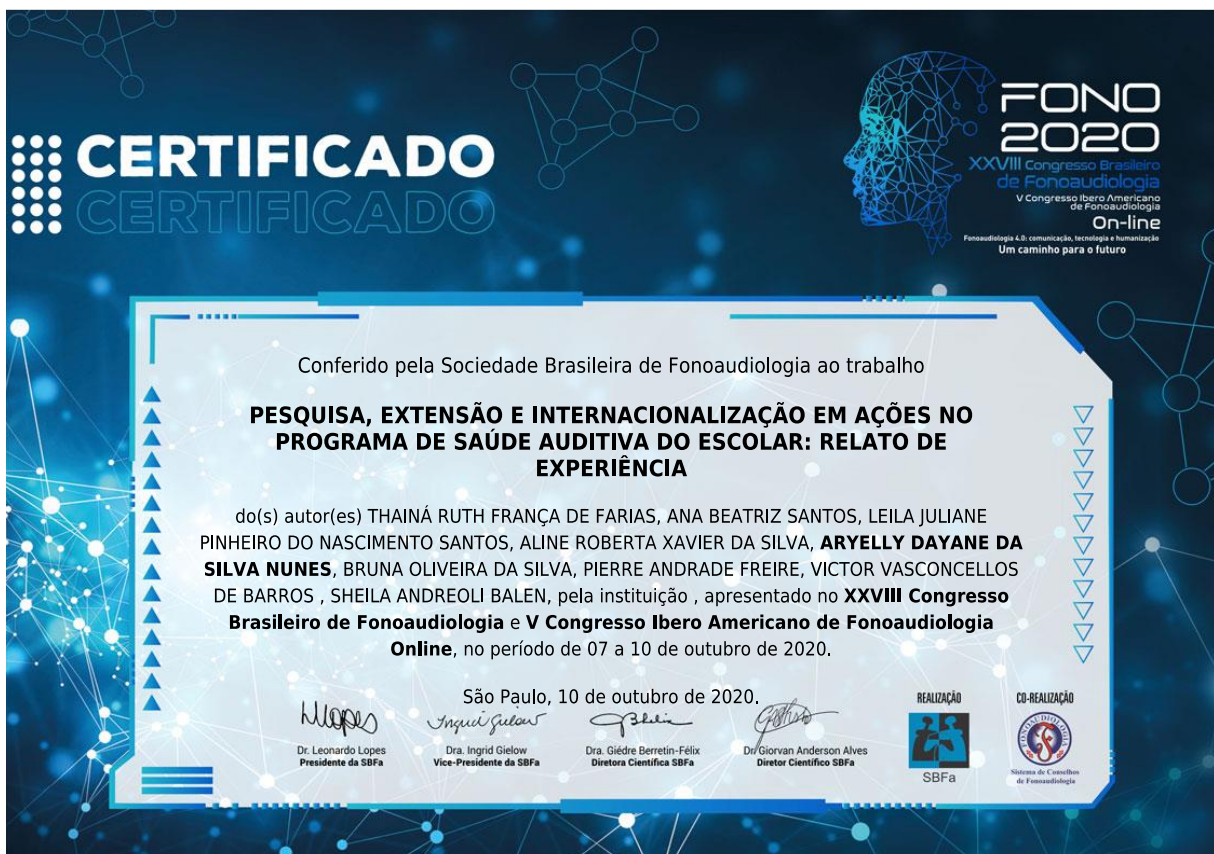 CERTIFICADO
CERTIFICADO
FONO
2020
XXVIII Congresso Brasileiro
de Fonoaudiologia
V Congresso Ibero Americano
de Fonoaudiologia
On-line
Fonoaudiologia 4.0: comunicação, tecnologia e humanização
Um caminho para o futuro
Conferido pela Sociedade Brasileira de Fonoaudiologia ao trabalho
PESQUISA, EXTENSÃO E INTERNACIONALIZAÇÃO EM AÇÕES NO
PROGRAMA DE SAÚDE AUDITIVA DO ESCOLAR: RELATO DE
EXPERIÊNCIA
do(s) autor(es) THAINÁ RUTH FRANÇA DE FARIAS, ANA BEATRIZ SANTOS, LEILA JULIANE
PINHEIRO DO NASCIMENTO SANTOS, ALINE ROBERTA XAVIER DA SILVA, ARYELLY DAYANE DA
SILVA NUNES, BRUNA OLIVEIRA DA SILVA, PIERRE ANDRADE FREIRE, VICTOR VASCONCELLOS
DE BARROS , SHEILA ANDREOLI BALEN, pela instituição , apresentado no XXVIII Congresso
Brasileiro de Fonoaudiologia e V Congresso Ibero Americano de Fonoaudiologia
Online, no período de 07 a 10 de outubro de 2020.
São Paulo, 10 de outubro de 2020.
Dr. Leonardo Lopes
Presidente da SBFa
Dra. Ingrid Gielow
Vice-Presidente da SBFa
Dra. Giédre Berretin-Félix
Diretora Científica SBFa
Dr. Giorvan Anderson Alves
Diretor Científico SBFa
REALIZAÇÃO
SBFa
CO-REALIZAÇÃO
FONOAUDIOLOGIA
Sistema de Conselhos
de Fonoaudiologia